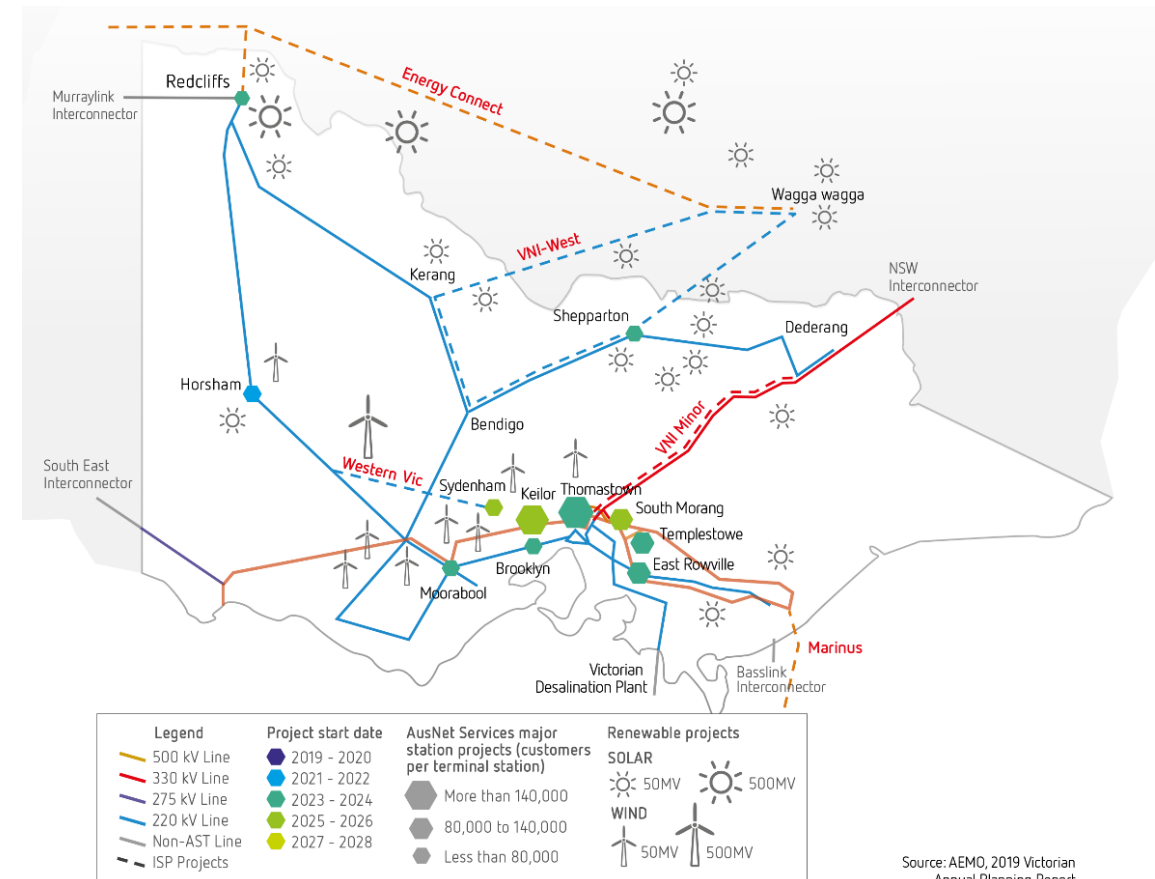 Redcliffs
Murraylink
Interconnector
Energy Connect
Wagga wagga
VNI-West
Kerang
NSW
Interconnector
Shepparton
Dederang
Horsham
Bendigo
VNI Minor
South East
Interconnector
Western Vic
Sydenham
Keilor
Thomastown
South Morang
Templestowe
East Rowville
Brooklyn
Moorabool
Marinus
Victorian
Desalination Plant
Basslink
Interconnector
Legend
500 kV Line
330 kV Line
275 kV Line
220 kV Line
Non-AST Line
ISP Projects
Project start date
2019 - 2020
2021 - 2022
2023 - 2024
2025 - 2026
2027 - 2028
AusNet Services major
station projects (customers
per terminal station)
More than 140,000
80,000 to 140,000
Less than 80,000
Renewable projects
SOLAR
50MV
500MV
WIND
50MV
500MV
Source: AEMO, 2019 Victorian
Annual Planning Report